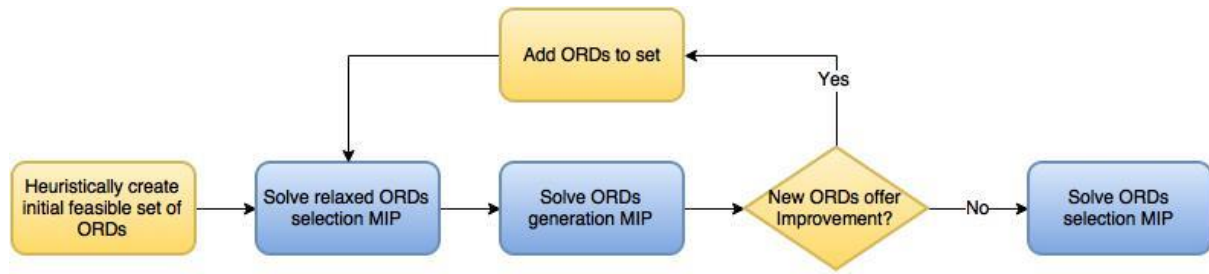 Add ORDs to set
Yes
Heuristically create
initial feasible set of
ORDs
Solve relaxed ORDs
selection MIP
Solve ORDs
generation MIP
New ORDs offer
Improvement?
No
Solve ORDs
selection MIP